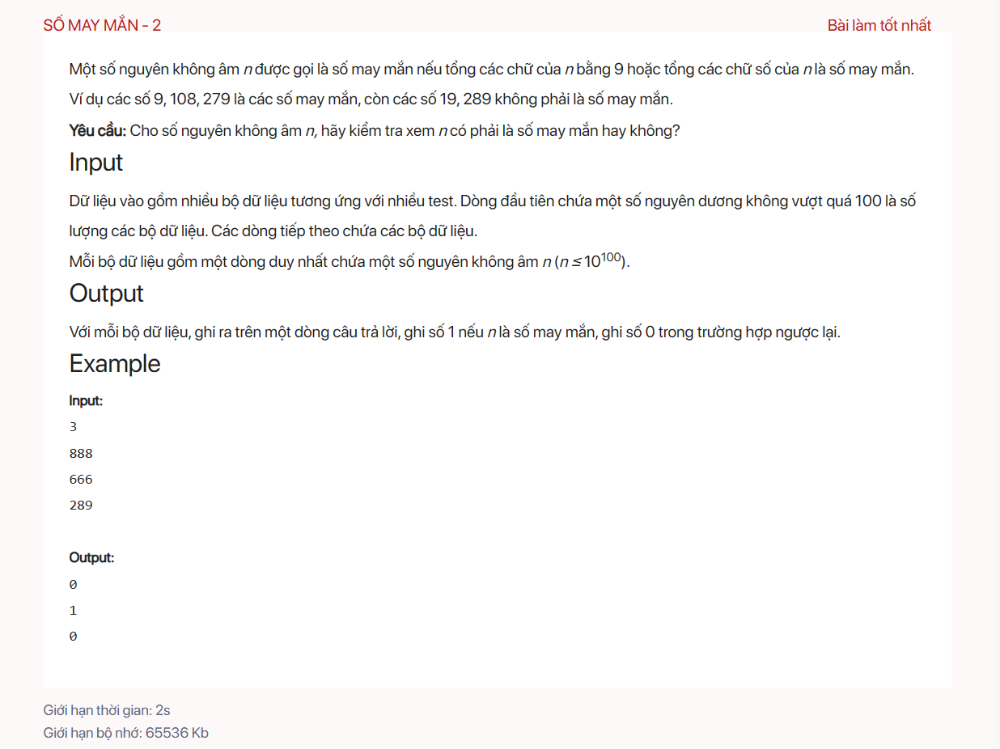 SỐ MAY MẮN - 2
Bài làm tốt nhất
Một số nguyên không âm n được gọi là số may mắn nếu tổng các chữ của n bằng 9 hoặc tổng các chữ số của n là số may mắn.
Ví dụ các số 9, 108, 279 là các số may mắn, còn các số 19, 289 không phải là số may mắn.
Yêu cầu: Cho số nguyên không âm n, hãy kiểm tra xem n có phải là số may mắn hay không?
Input
Dữ liệu vào gồm nhiều bộ dữ liệu tương ứng với nhiều test. Dòng đầu tiên chứa một số nguyên dương không vượt quá 100 là số
lượng các bộ dữ liệu. Các dòng tiếp theo chứa các bộ dữ liệu.
Mỗi bộ dữ liệu gồm một dòng duy nhất chứa một số nguyên không âm n (n ≤ 10^100).
Output
Với mỗi bộ dữ liệu, ghi ra trên một dòng câu trả lời, ghi số 1 nếu n là số may mắn, ghi số 0 trong trường hợp ngược lại.
Example
Input:
3
888
666
289
Output:
0
1
0
Giới hạn thời gian: 2s
Giới hạn bộ nhớ: 65536 Kb